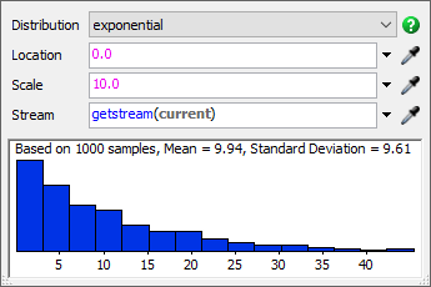 Distribution exponential ?
Location 0.0
Scale 10.0
Stream getstream(current)
Based on 1000 samples, Mean = 9.94, Standard Deviation = 9.61
5 10 15 20 25 30 35 40